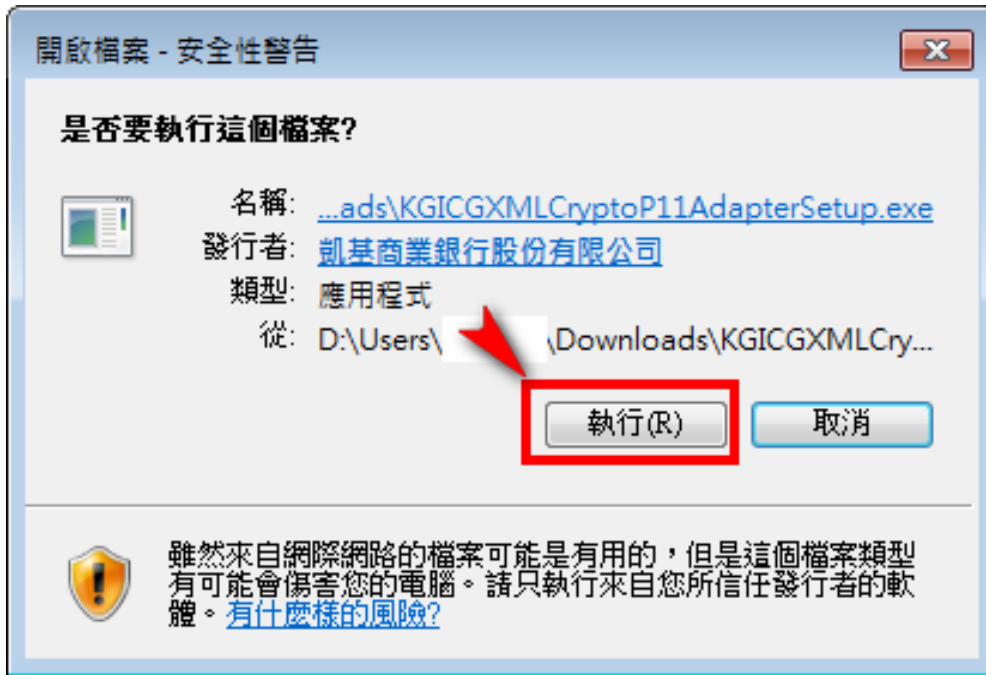 開啟檔案 - 安全性警告
是否要執行這個檔案?
名稱: ...ads\KGICGXMLCryptoP11AdapterSetup.exe
發行者: 凱基商業銀行股份有限公司
類型: 應用程式
從: D:\Users\ \Downloads\KGICGXMLCry...
執行(R) 取消
雖然來自網際網路的檔案可能是有用的，但是這個檔案類型
有可能會傷害您的電腦。請只執行來自您所信任發行者的軟
體。有什麼樣的風險?